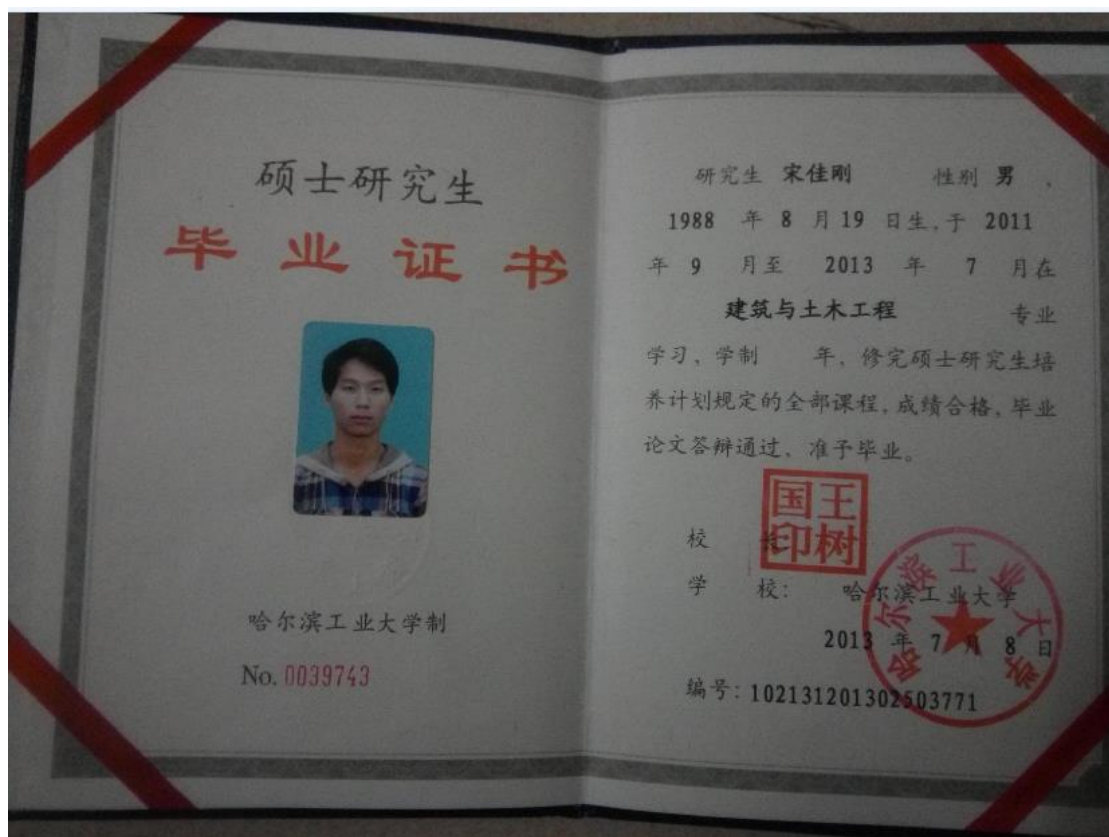 硕士研究生
毕业证书
哈尔滨工业大学制
No. 0039743
研究生 宋佳刚 性别 男 ,
1988 年 8 月 19 日生,于 2011
年 9 月至 2013 年 7 月在
建筑与土木工程 专业
学习，学制 年，修完硕士研究生培
养计划规定的全部课程，成绩合格，毕业
论文答辩通过，准予毕业。
王树国印
校 长
学 校： 哈尔滨工业大学
哈尔滨工业大学
2013 年 7 月 8 日
编号：102131201302503771